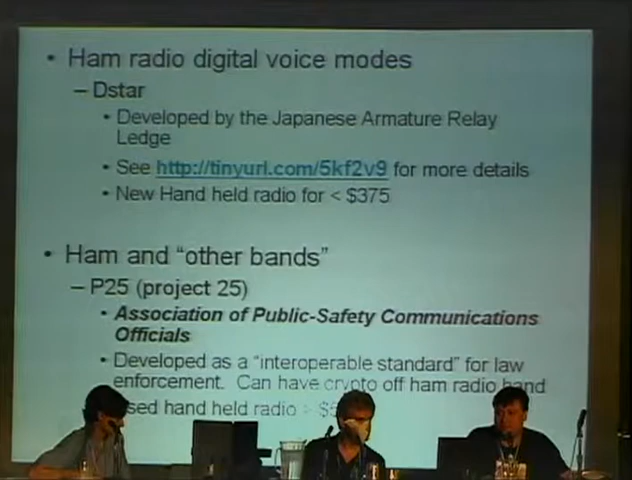 • Ham radio digital voice modes
– Dstar
• Developed by the Japanese Armature Relay
Ledge
• See http://tinyurl.com/5kf2v9 for more details
• New Hand held radio for < $375
• Ham and "other bands"
– P25 (project 25)
• Association of Public-Safety Communications
Officials
• Developed as a "interoperable standard" for law
enforcement. Can have crypto off ham radio band
hand held radio